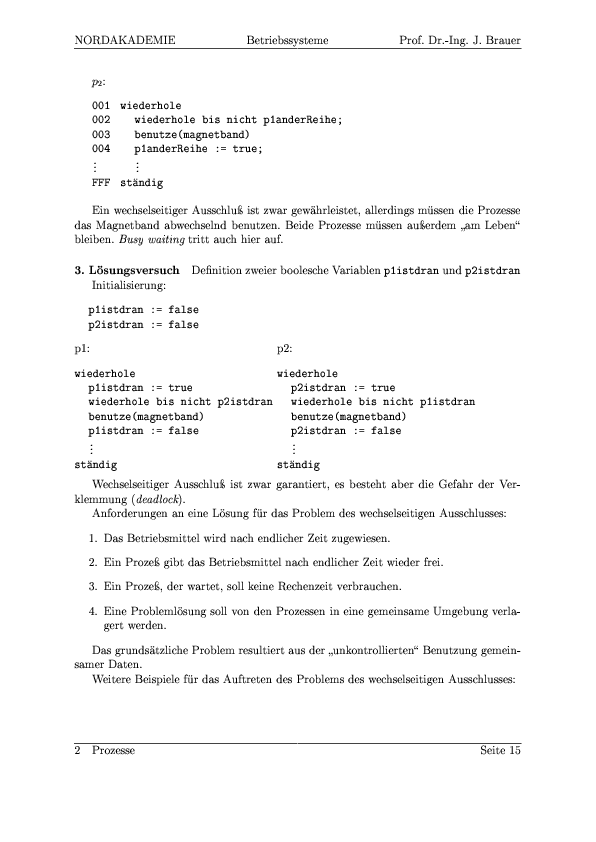 NORDAKADEMIE Betriebssysteme Prof. Dr.-Ing. J. Brauer
p₂:
001 wiederhole
002 wiederhole bis nicht p1anderReihe;
003 benutze(magnetband)
004 p1anderReihe := true;
⋮ ⋮
FFF ständig
Ein wechselseitiger Ausschluß ist zwar gewährleistet, allerdings müssen die Prozesse
das Magnetband abwechselnd benutzen. Beide Prozesse müssen außerdem „am Leben“
bleiben. Busy waiting tritt auch hier auf.
3. Lösungsversuch Definition zweier boolesche Variablen p1istdran und p2istdran
Initialisierung:
p1istdran := false
p2istdran := false
p1: p2:
wiederhole wiederhole
p1istdran := true p2istdran := true
wiederhole bis nicht p2istdran wiederhole bis nicht p1istdran
benutze(magnetband) benutze(magnetband)
p1istdran := false p2istdran := false
⋮ ⋮
ständig ständig
Wechselseitiger Ausschluß ist zwar garantiert, es besteht aber die Gefahr der Ver-
klemmung (deadlock).
Anforderungen an eine Lösung für das Problem des wechselseitigen Ausschlusses:
1. Das Betriebsmittel wird nach endlicher Zeit zugewiesen.
2. Ein Prozeß gibt das Betriebsmittel nach endlicher Zeit wieder frei.
3. Ein Prozeß, der wartet, soll keine Rechenzeit verbrauchen.
4. Eine Problemlösung soll von den Prozessen in eine gemeinsame Umgebung verla-
gert werden.
Das grundsätzliche Problem resultiert aus der „unkontrollierten“ Benutzung gemein-
samer Daten.
Weitere Beispiele für das Auftreten des Problems des wechselseitigen Ausschlusses:
2 Prozesse Seite 15